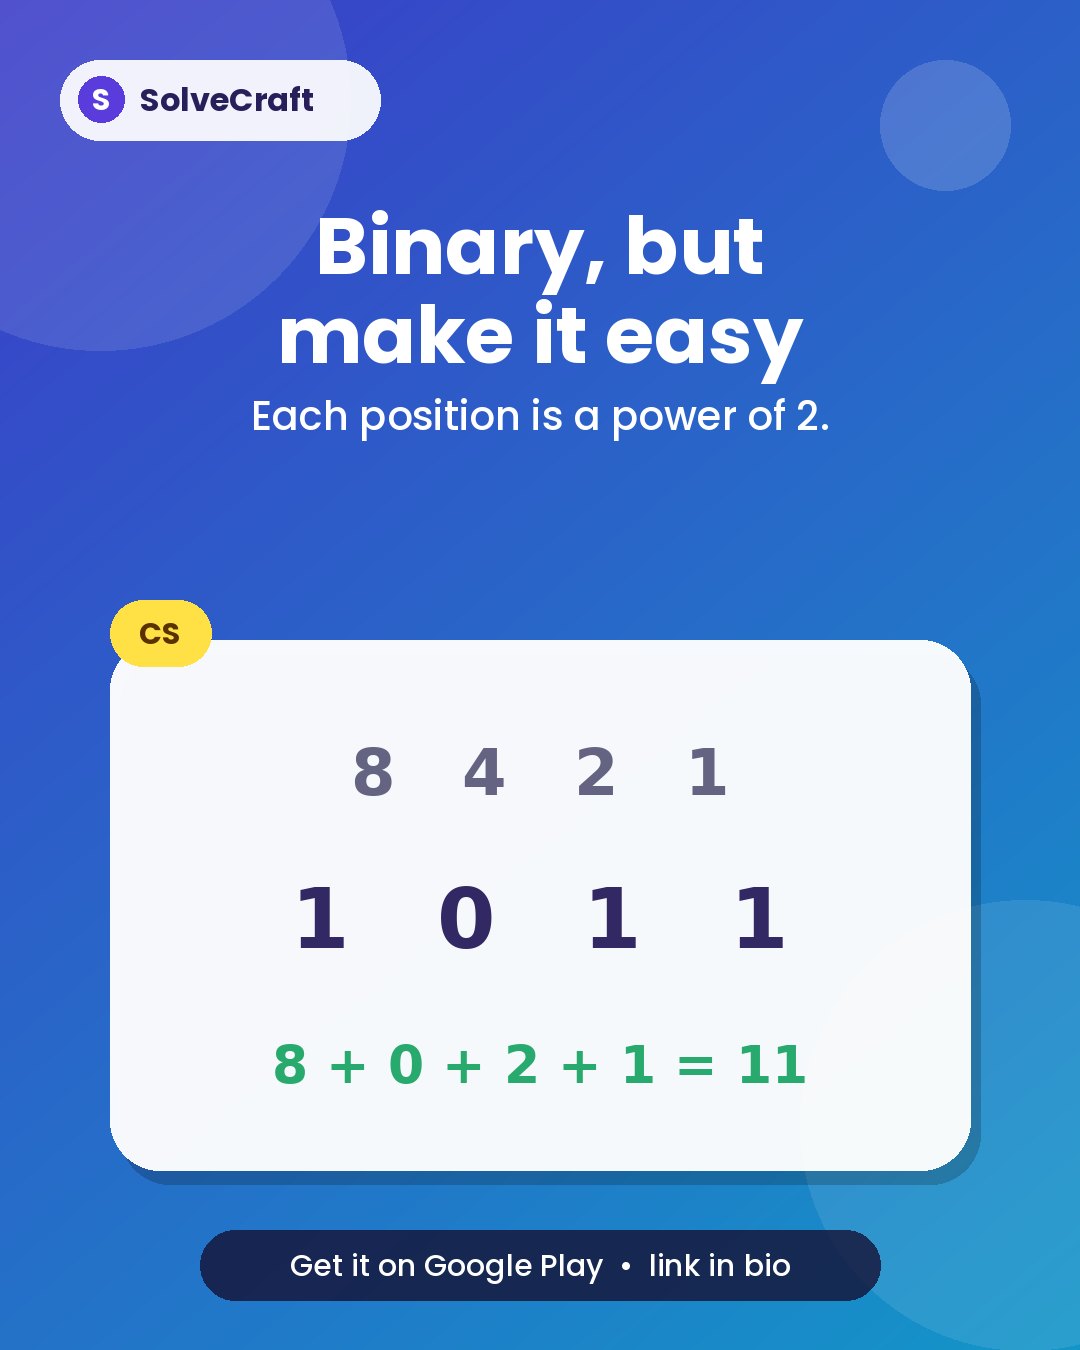 S SolveCraft
Binary, but
make it easy
Each position is a power of 2.
CS
8 4 2 1
1 0 1 1
8 + 0 + 2 + 1 = 11
Get it on Google Play • link in bio